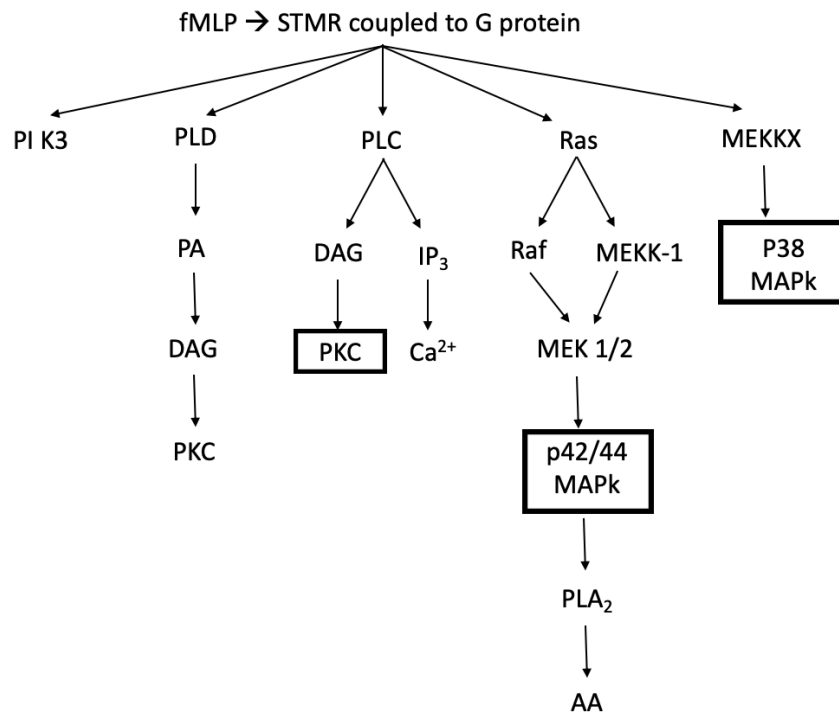 fMLP → STMR coupled to G protein
PI K3
PLD
PLC
Ras
MEKKX
PA
DAG
IP₃
Raf
MEKK-1
P38
MAPk
DAG
PKC
Ca²⁺
MEK 1/2
PKC
p42/44
MAPk
PLA₂
AA